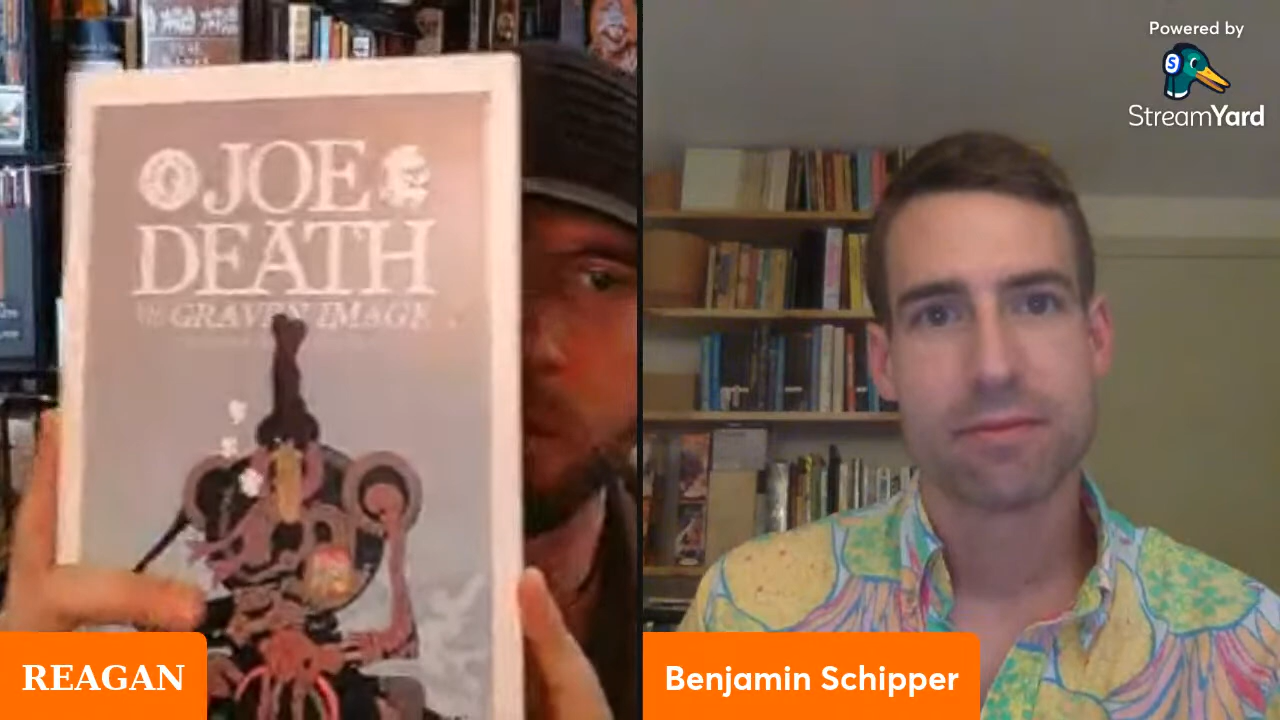 JOE
DEATH
GRAVEN IMAGE
REAGAN
Powered by
S
StreamYard
Benjamin Schipper